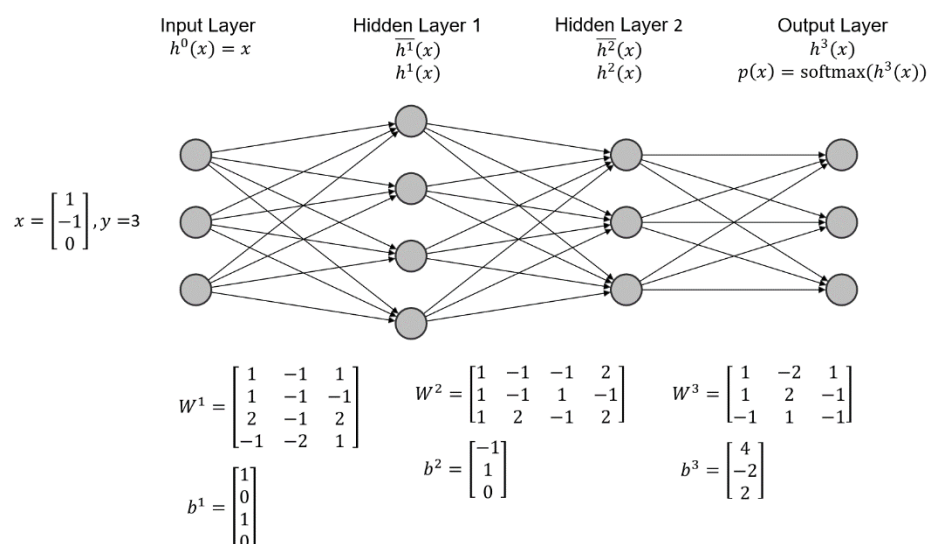 Input Layer
h⁰(x) = x
Hidden Layer 1
h̅¹̅(x)
h¹(x)
Hidden Layer 2
h̅²̅(x)
h²(x)
Output Layer
h³(x)
p(x) = softmax(h³(x))
x = [1 −1 0], y =3
W¹ =
1 −1 1
1 −1 −1
2 −1 2
−1 −2 1
b¹ =
1
0
1
0
W² =
1 −1 −1 2
1 −1 1 −1
1 2 −1 2
b² =
−1
1
0
W³ =
1 −2 1
1 2 −1
−1 1 −1
b³ =
4
−2
2